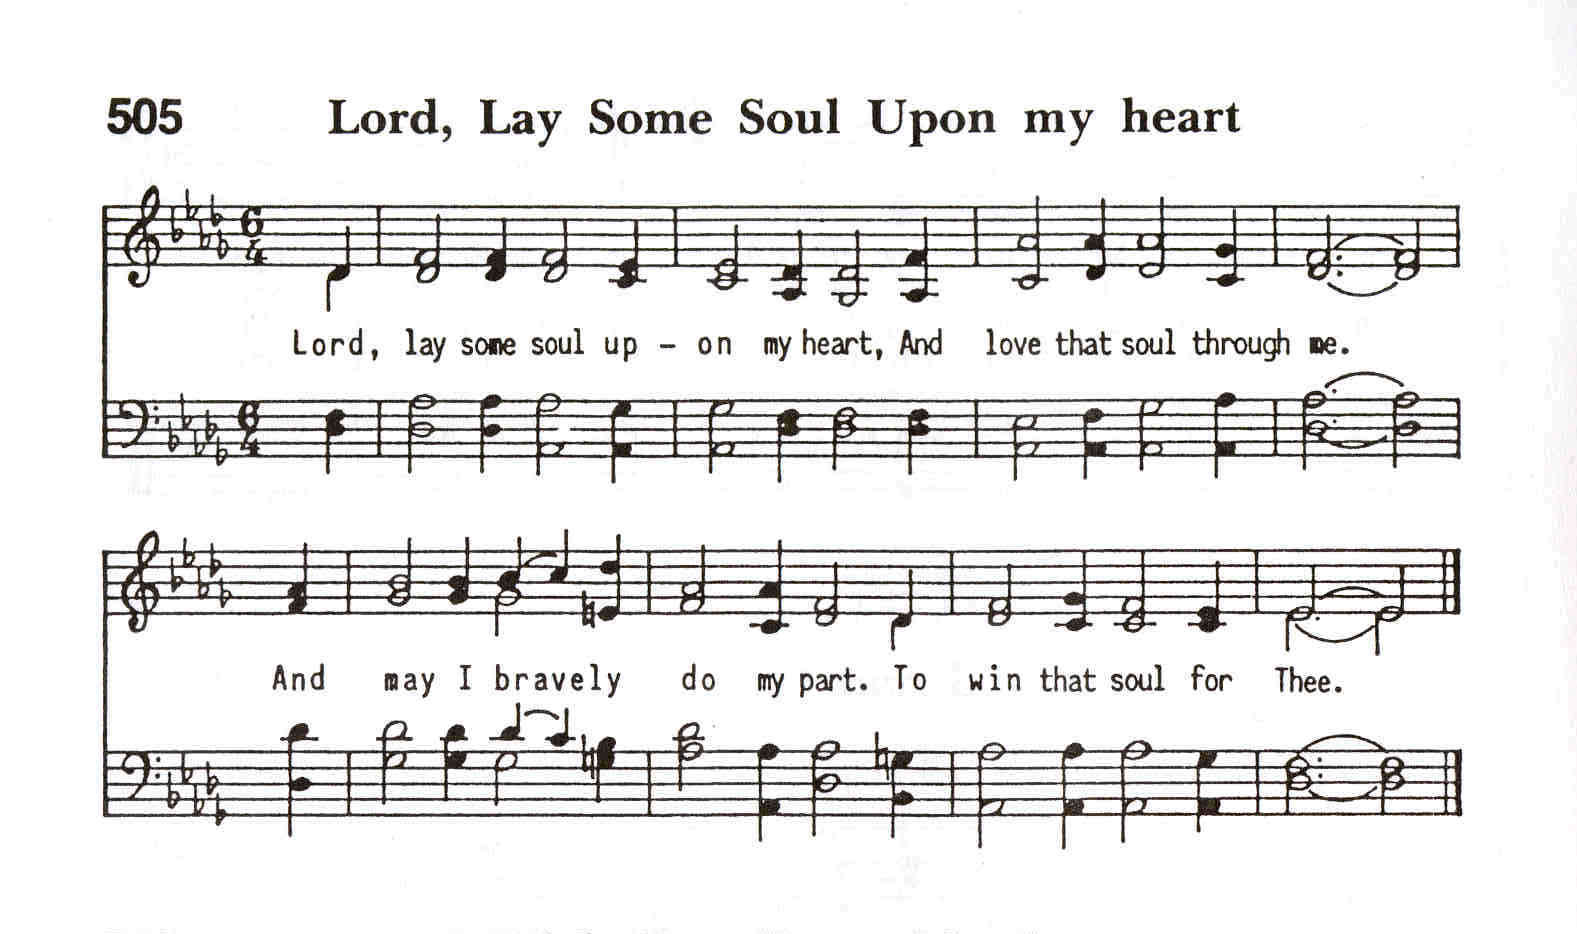 505 Lord, Lay Some Soul Upon my heart
6
4
Lord, lay some soul up - on my heart, And love that soul through me.
6
4
And may I bravely do my part. To win that soul for Thee.